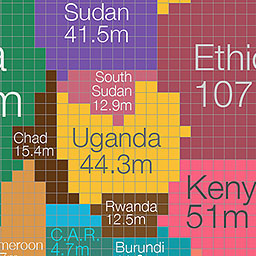 Sudan
41.5m
a
m
Ethi
107
South
Sudan
12.9m
Chad
15.4m
Uganda
44.3m
Keny
51m
Rwanda
12.5m
C.A.R.
4.7m
meroon
Burundi